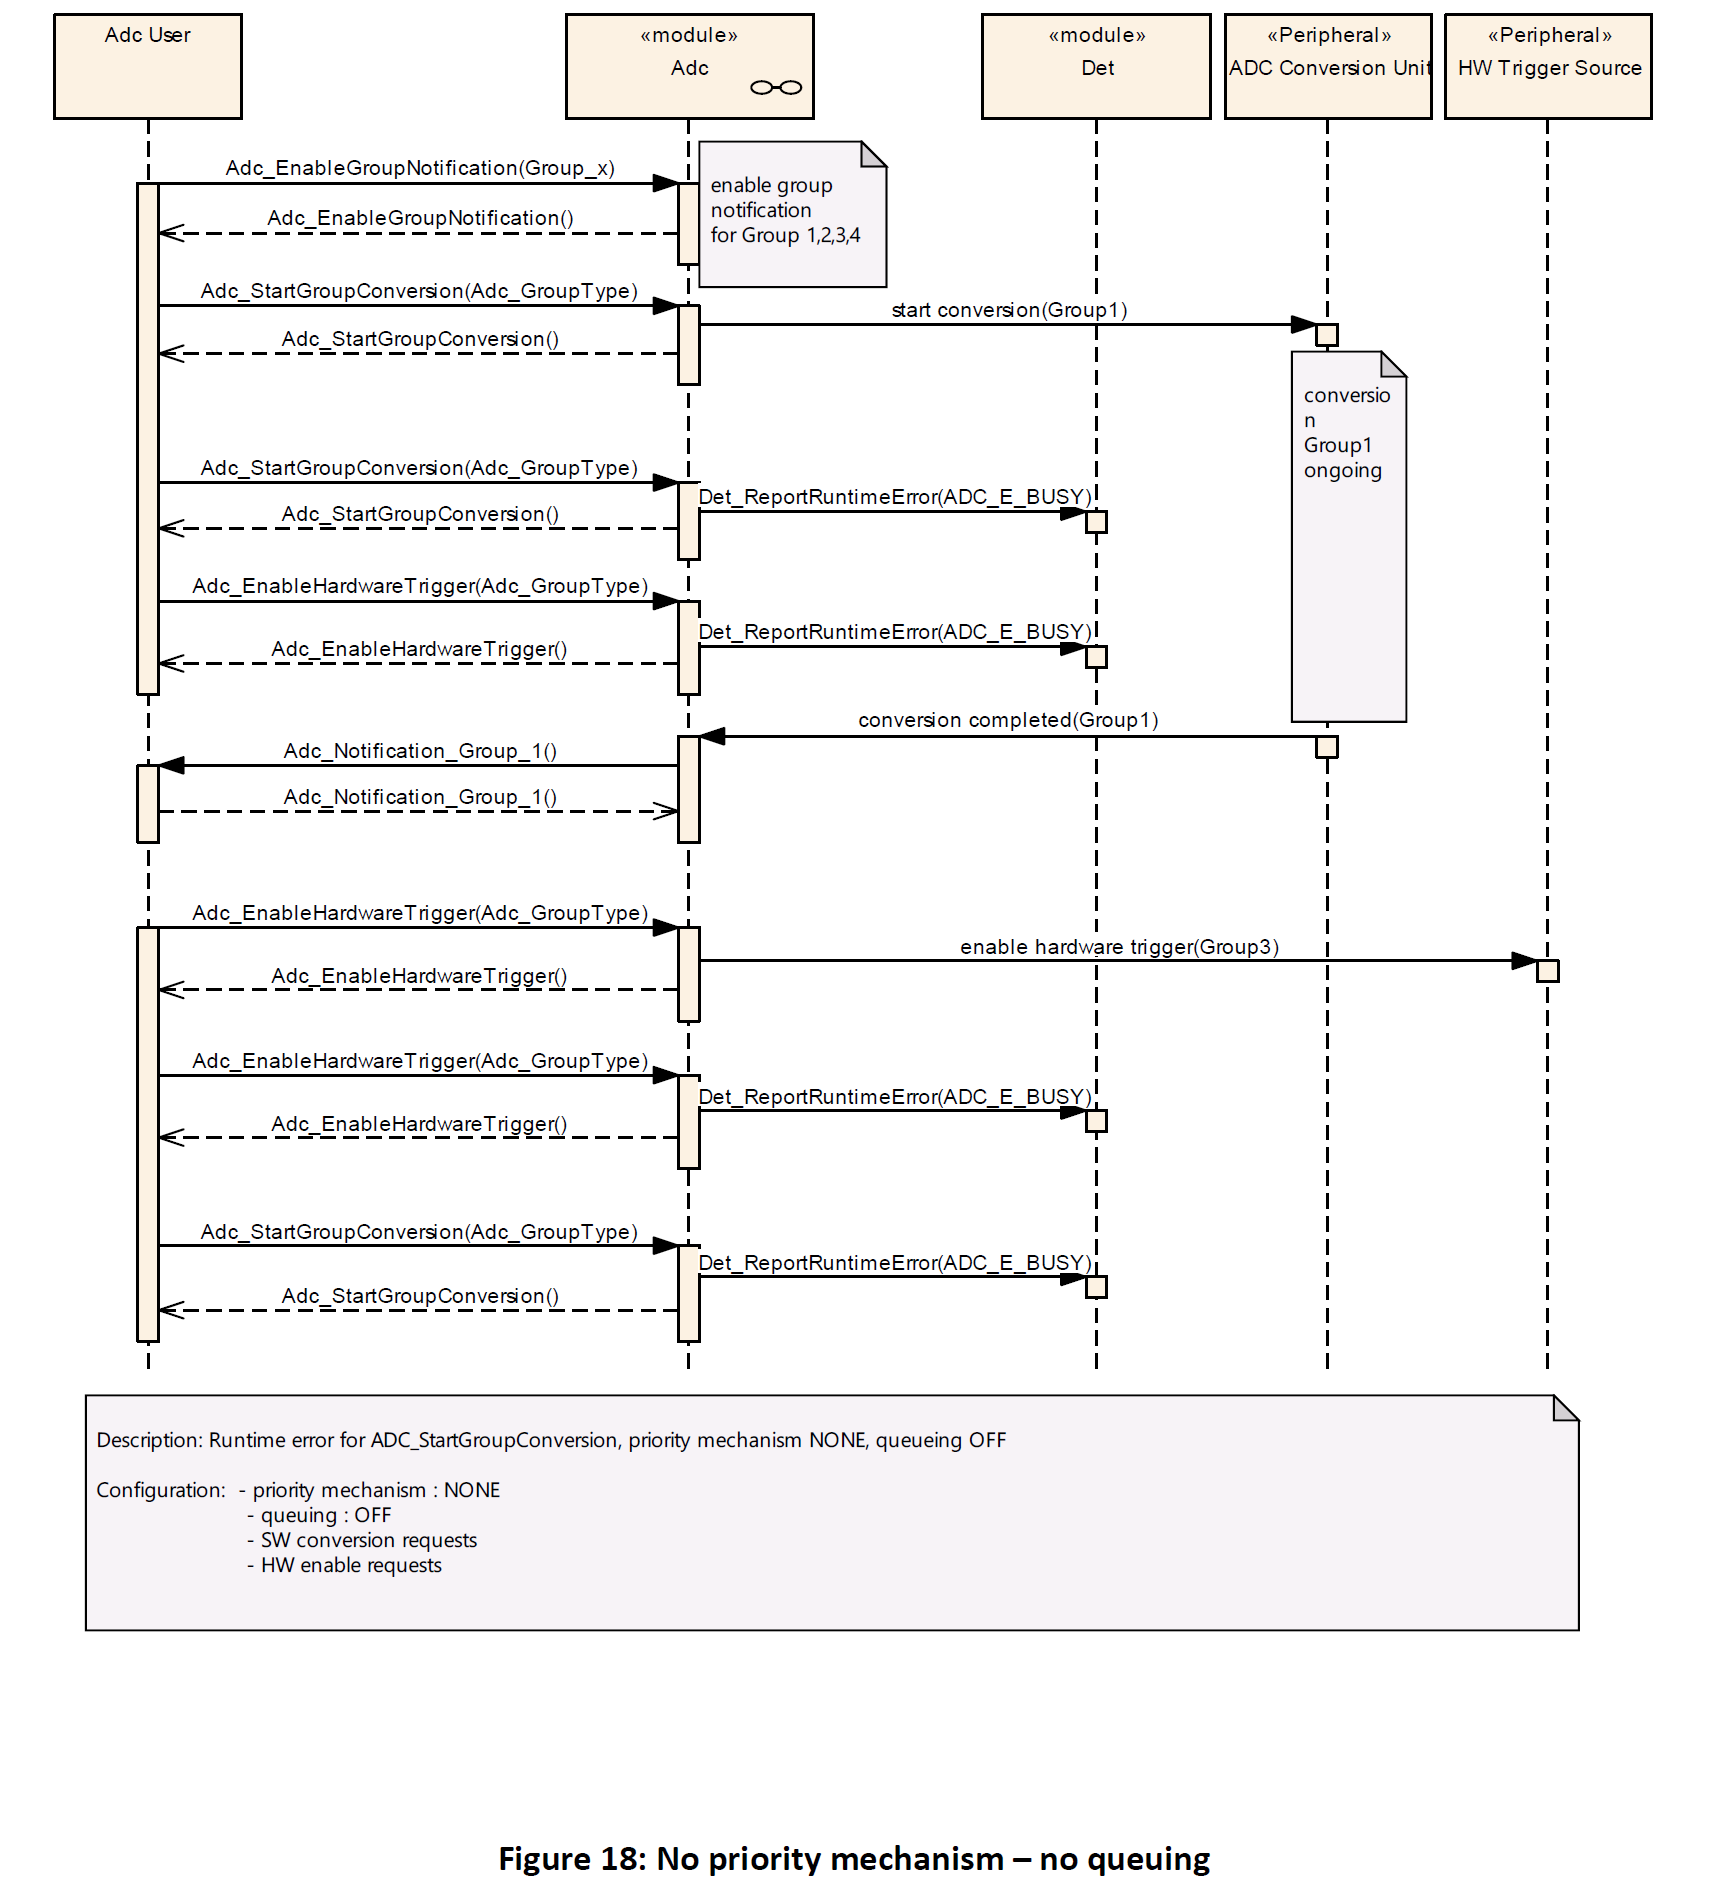 Adc User
«module»
Adc
«module»
Det
«Peripheral»
ADC Conversion Unit
«Peripheral»
HW Trigger Source
Adc_EnableGroupNotification(Group_x)
enable group
notification
for Group 1,2,3,4
Adc_EnableGroupNotification()
Adc_StartGroupConversion(Adc_GroupType)
start conversion(Group1)
Adc_StartGroupConversion()
conversio
n
Group1
ongoing
Adc_StartGroupConversion(Adc_GroupType)
Det_ReportRuntimeError(ADC_E_BUSY)
Adc_StartGroupConversion()
Adc_EnableHardwareTrigger(Adc_GroupType)
Det_ReportRuntimeError(ADC_E_BUSY)
Adc_EnableHardwareTrigger()
conversion completed(Group1)
Adc_Notification_Group_1()
Adc_Notification_Group_1()
Adc_EnableHardwareTrigger(Adc_GroupType)
enable hardware trigger(Group3)
Adc_EnableHardwareTrigger()
Adc_EnableHardwareTrigger(Adc_GroupType)
Det_ReportRuntimeError(ADC_E_BUSY)
Adc_EnableHardwareTrigger()
Adc_StartGroupConversion(Adc_GroupType)
Det_ReportRuntimeError(ADC_E_BUSY)
Adc_StartGroupConversion()
Description: Runtime error for ADC_StartGroupConversion, priority mechanism NONE, queueing OFF
Configuration: - priority mechanism : NONE
- queuing : OFF
- SW conversion requests
- HW enable requests
Figure 18: No priority mechanism – no queuing